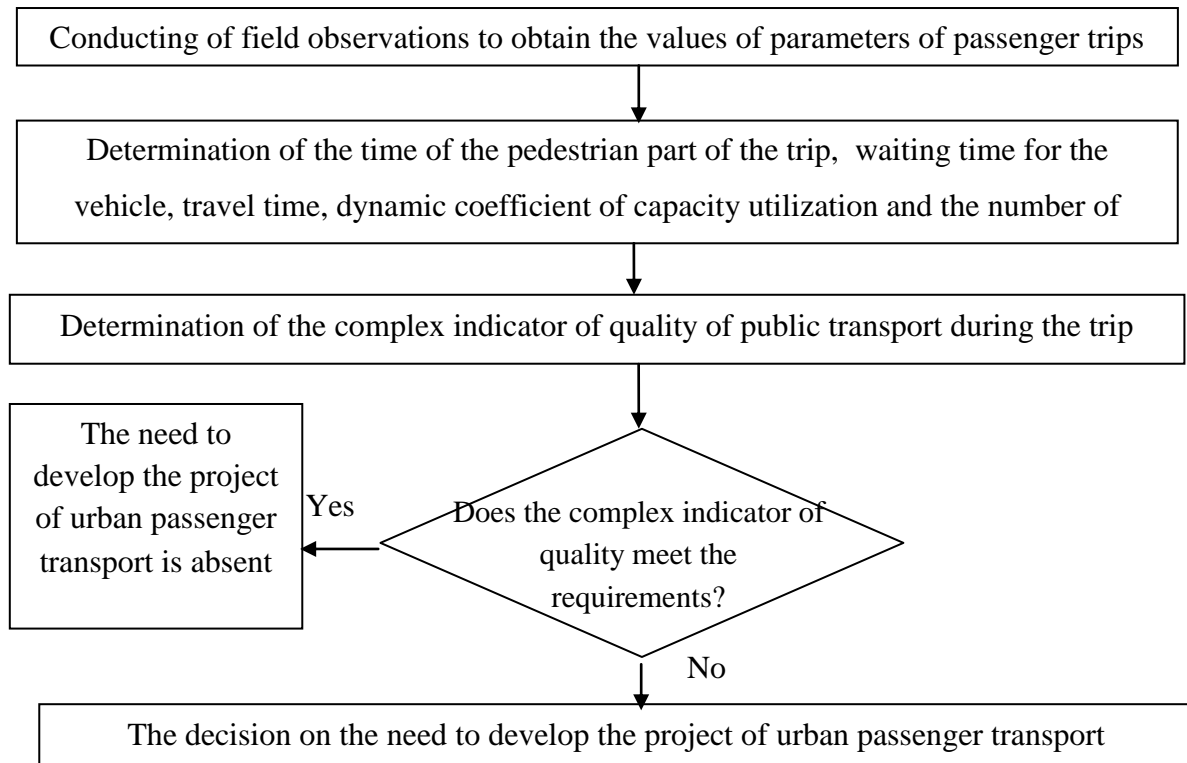 Conducting of field observations to obtain the values of parameters of passenger trips
Determination of the time of the pedestrian part of the trip, waiting time for the
vehicle, travel time, dynamic coefficient of capacity utilization and the number of
Determination of the complex indicator of quality of public transport during the trip
The need to
develop the project
of urban passenger
transport is absent
Yes
Does the complex indicator of
quality meet the
requirements?
No
The decision on the need to develop the project of urban passenger transport